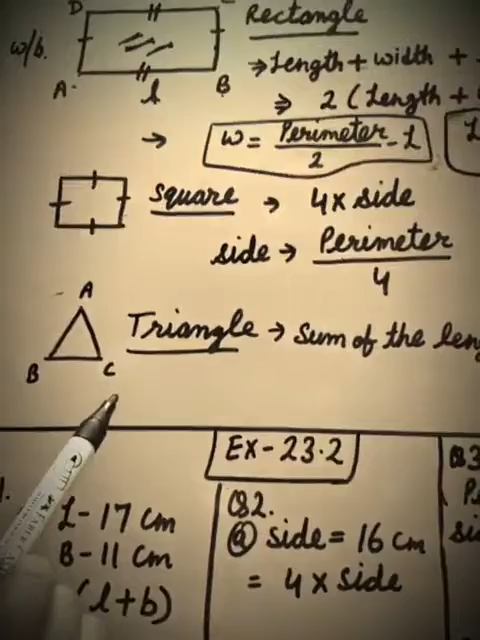 D
Rectangle
w/b.
⇒ Length + width +
A
l
B
⇒ 2 (Length +
→ w = Perimeter - L
2
Square → 4 x side
side → Perimeter
4
A
Triangle → Sum of the
B
C
Ex - 23.2
L - 17 cm
B - 11 cm
(l + b)
Q2.
@ side = 16 cm
= 4 x side
Q3